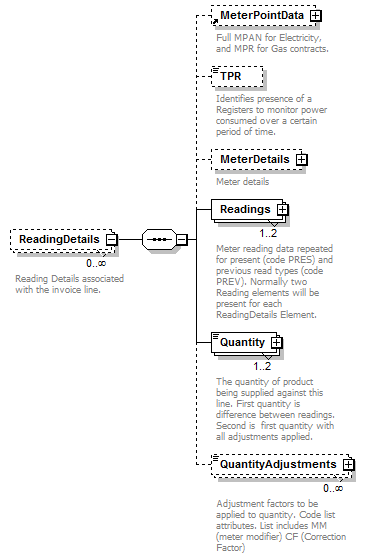 MeterPointData
Full MPAN for Electricity,
and MPR for Gas contracts.
TPR
Identifies presence of a
Registers to monitor power
consumed over a certain
period of time.
MeterDetails
Meter details
ReadingDetails
0..∞
Reading Details associated
with the invoice line.
Readings
1..2
Meter reading data repeated
for present (code PRES) and
previous read types (code
PREV). Normally two
Reading elements will be
present for each
ReadingDetails Element.
Quantity
1..2
The quantity of product
being supplied against this
line. First quantity is
difference between readings.
Second is  first quantity with
all adjustments applied.
QuantityAdjustments
0..∞
Adjustment factors to be
applied to quantity. Code list
attributes. List includes MM
(meter modifier) CF (Correction
Factor)